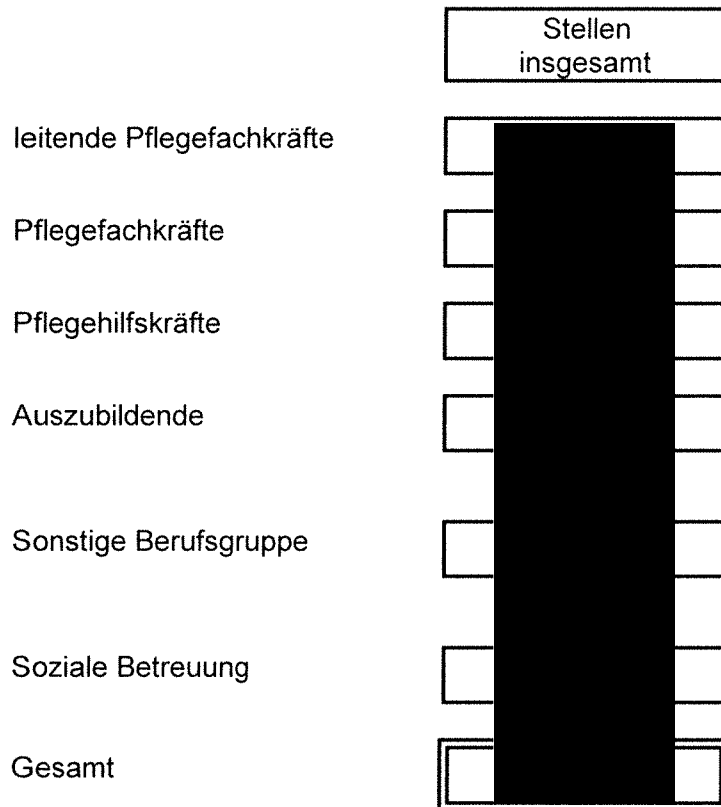 Stellen
insgesamt
leitende Pflegefachkräfte
Pflegefachkräfte
Pflegehilfskräfte
Auszubildende
Sonstige Berufsgruppe
Soziale Betreuung
Gesamt